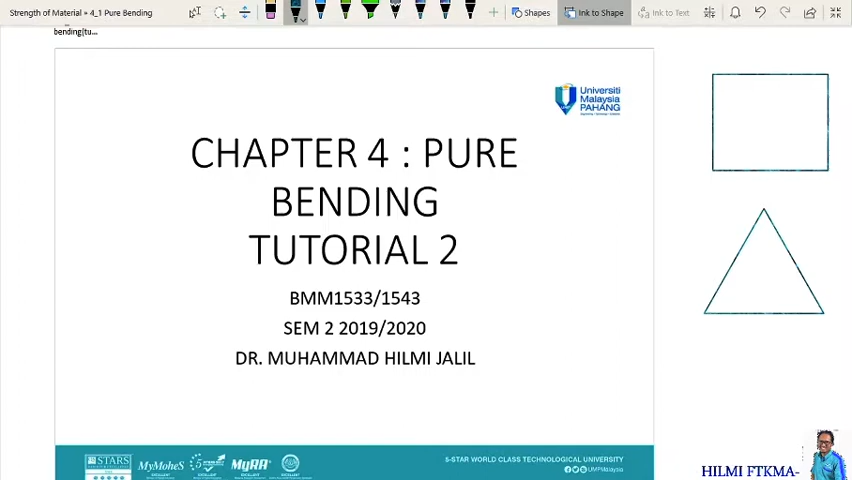 Strength of Material » 4_1 Pure Bending
Shapes
Ink to Shape
Ink to Text
bending(tu...
Universiti
Malaysia
PAHANG
CHAPTER 4 : PURE
BENDING
TUTORIAL 2
BMM1533/1543
SEM 2 2019/2020
DR. MUHAMMAD HILMI JALIL
STARS
MyMoheS
5
MyRA
5-STAR WORLD CLASS TECHNOLOGICAL UNIVERSITY
UMPMalaysia
HILMI FTKMA-